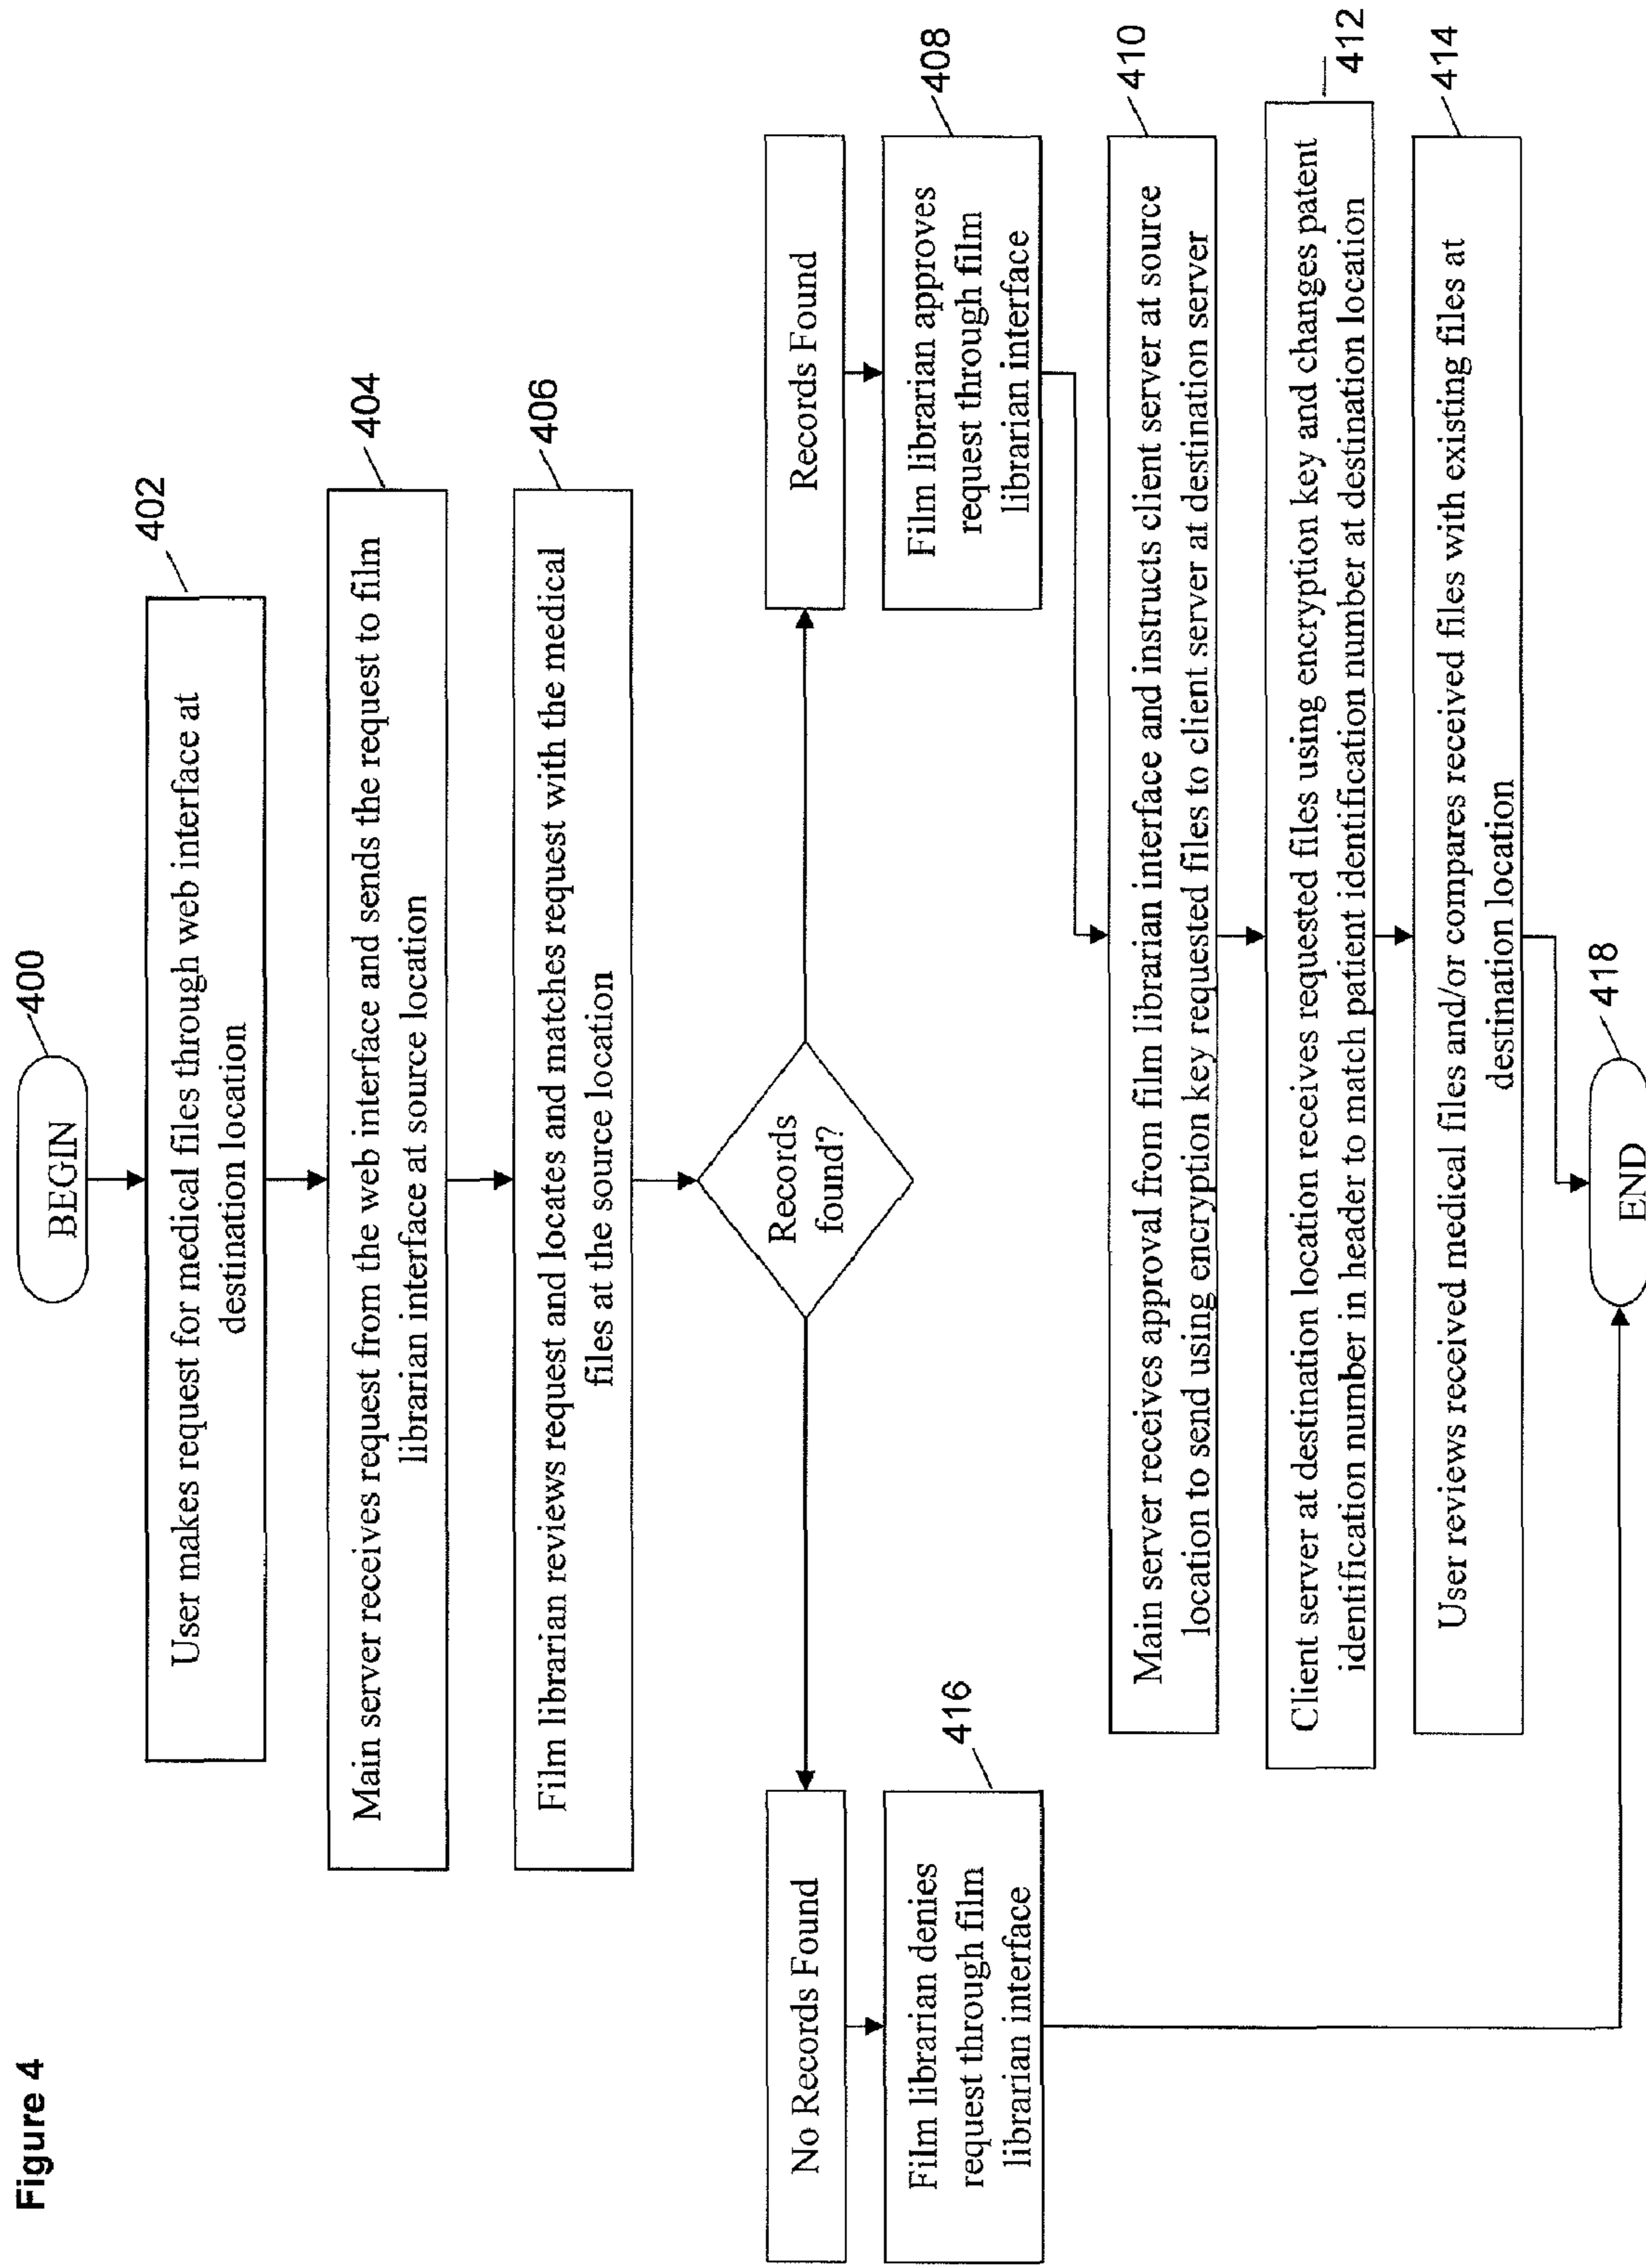 Figure 4
400
BEGIN
402
User makes request for medical files through web interface at
destination location
404
Main server receives request from the web interface and sends the request to film
librarian interface at source location
406
Film librarian reviews request and locates and matches request with the medical
files at the source location
Records
found?
No Records Found
Records Found
416
Film librarian denies
request through film
librarian interface
408
Film librarian approves
request through film
librarian interface
410
Main server receives approval from film librarian interface and instructs client server at source
location to send using encryption key requested files to client server at destination server
412
Client server at destination location receives requested files using encryption key and changes patent
identification number in header to match patient identification number at destination location
414
User reviews received medical files and/or compares received files with existing files at
destination location
418
END